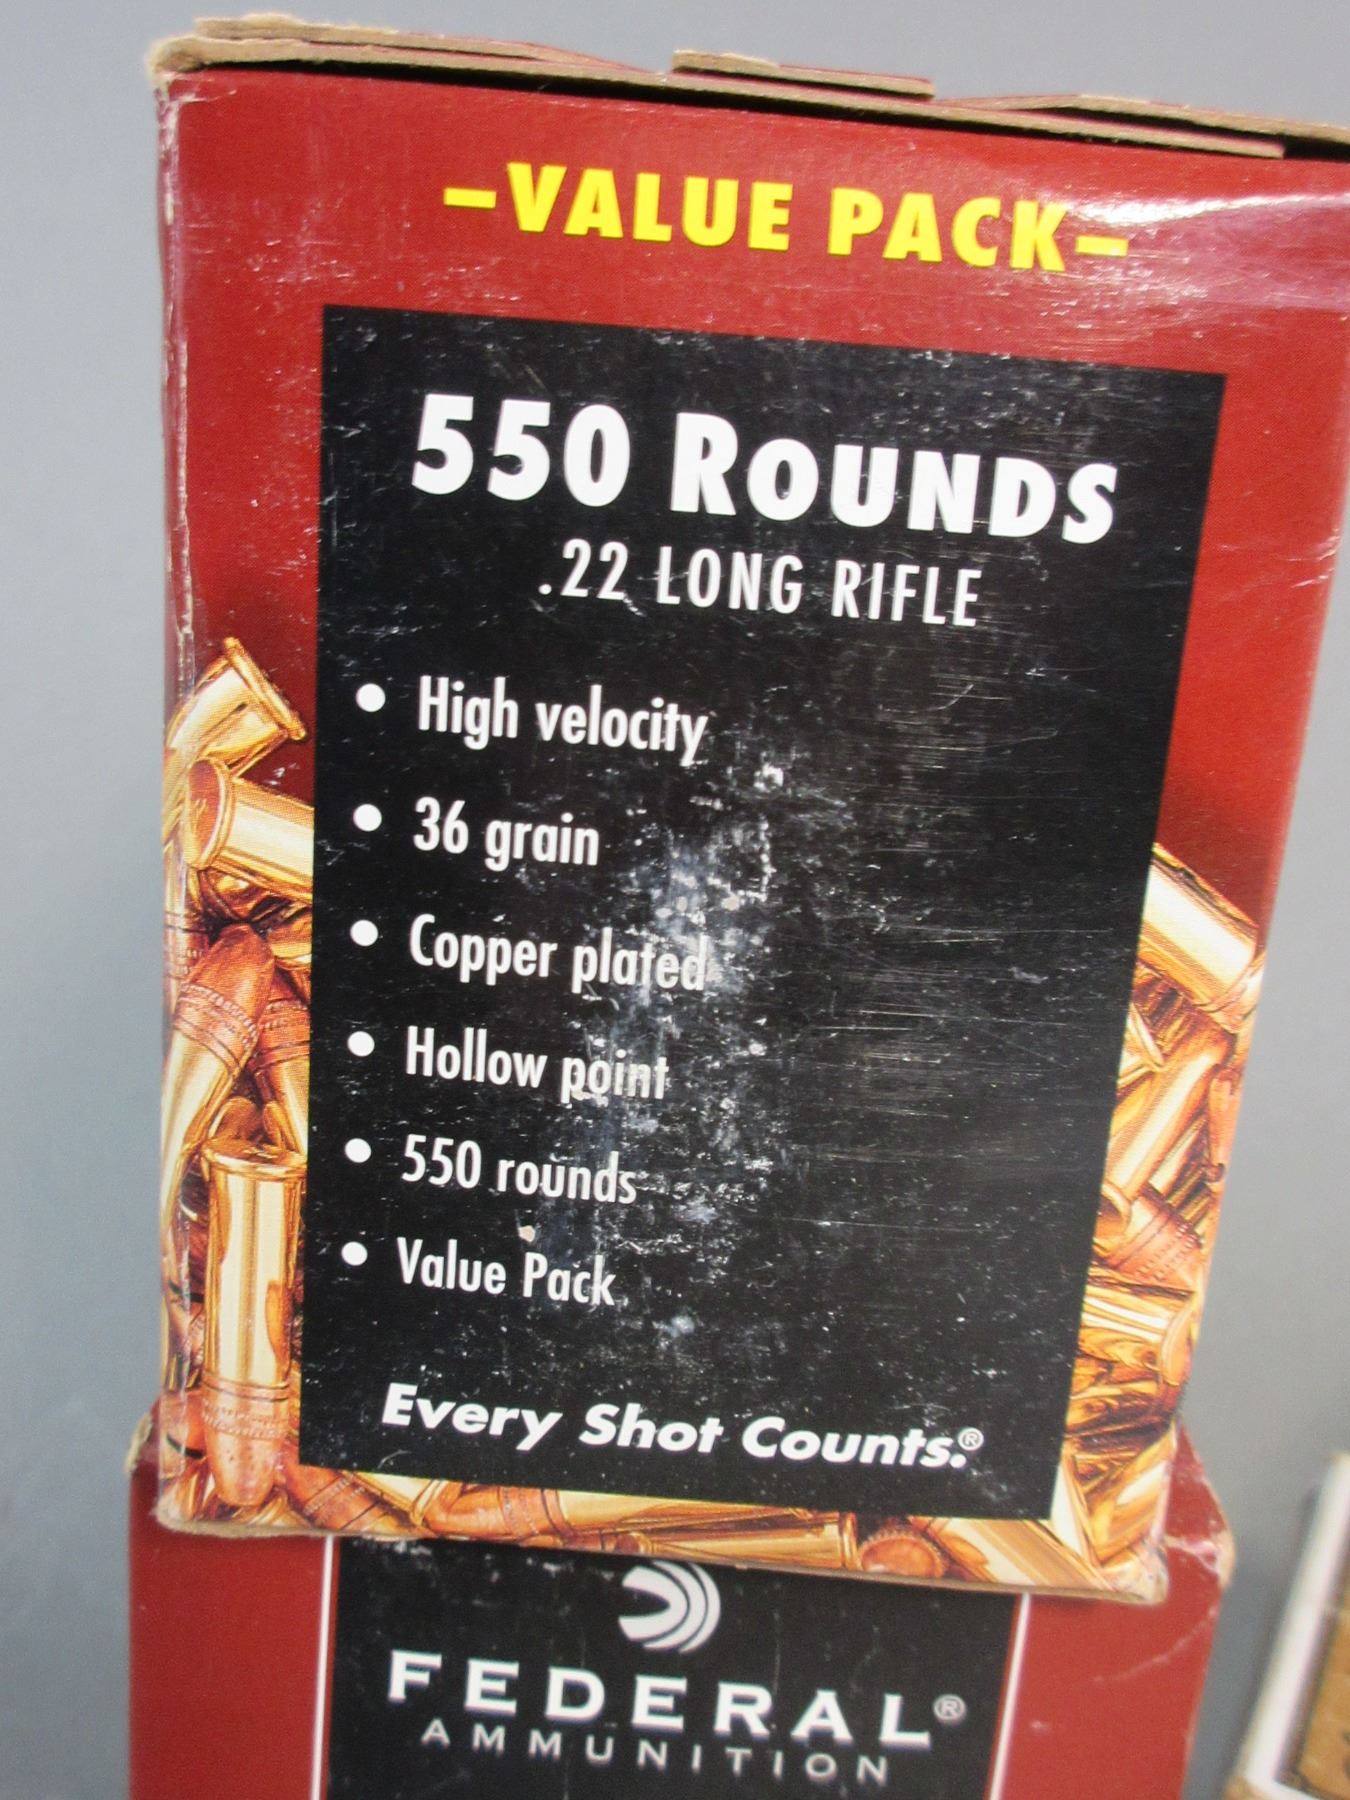 –VALUE PACK–
550 ROUNDS
.22 LONG RIFLE
• High velocity
• 36 grain
• Copper plated
• Hollow point
• 550 rounds
• Value Pack
Every Shot Counts.®
FEDERAL®
AMMUNITION